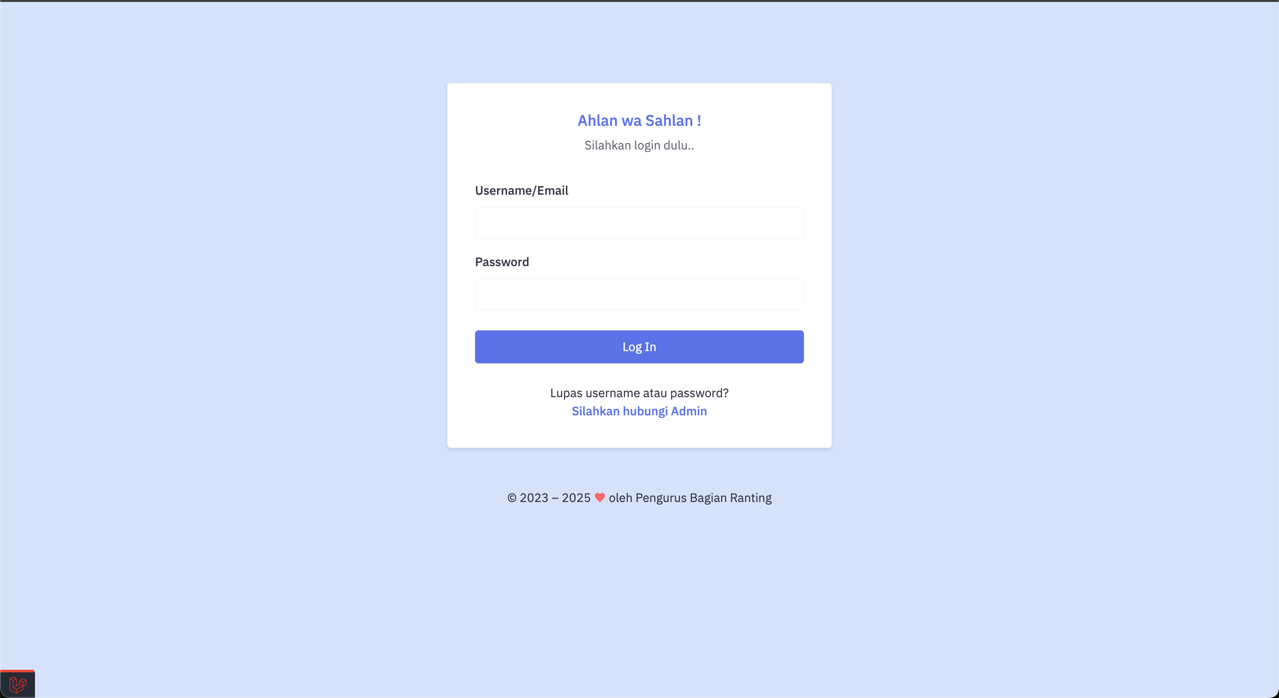 Ahlan wa Sahlan !
Silahkan login dulu..
Username/Email
Password
Log In
Lupas username atau password?
Silahkan hubungi Admin
© 2023 – 2025 ❤ oleh Pengurus Bagian Ranting